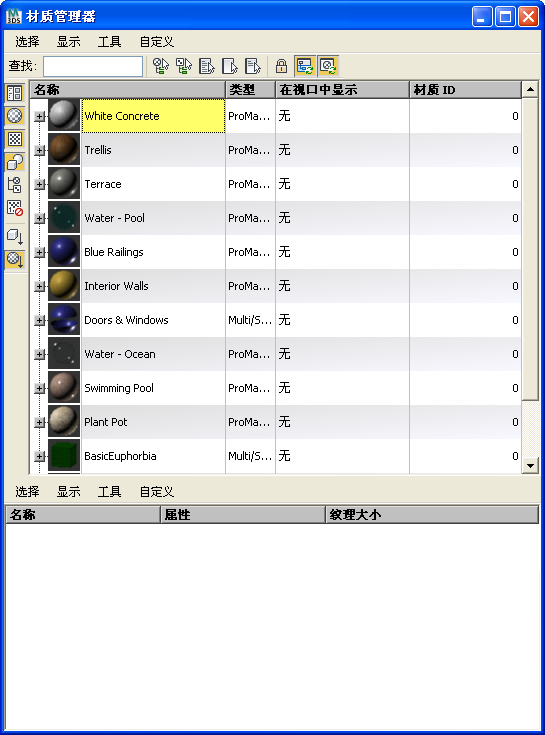 材质管理器
选择 显示 工具 自定义
查找:
名称 类型 在视口中显示 材质 ID
White Concrete ProMa... 无 0
Trellis ProMa... 无 0
Terrace ProMa... 无 0
Water - Pool ProMa... 无 0
Blue Railings ProMa... 无 0
Interior Walls ProMa... 无 0
Doors & Windows Multi/S... 无 0
Water - Ocean ProMa... 无 0
Swimming Pool ProMa... 无 0
Plant Pot ProMa... 无 0
BasicEuphorbia Multi/S... 无 0
选择 显示 工具 自定义
名称 属性 纹理大小